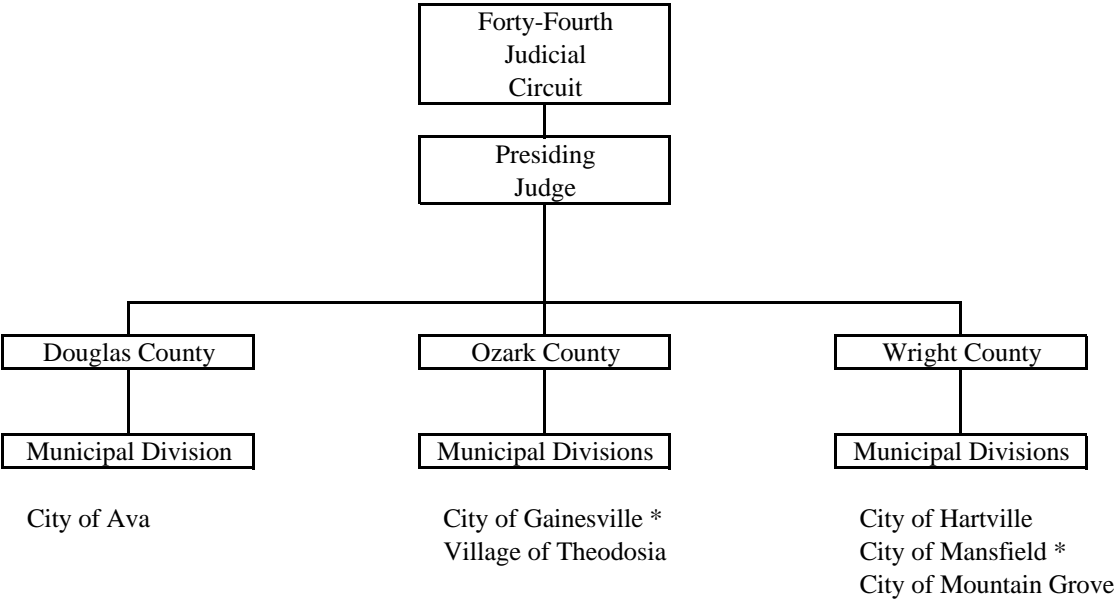 Forty-Fourth
Judicial
Circuit
Presiding
Judge
Douglas County
Ozark County
Wright County
Municipal Division
Municipal Divisions
Municipal Divisions
City of Ava
City of Gainesville *
Village of Theodosia
City of Hartville
City of Mansfield *
City of Mountain Grove